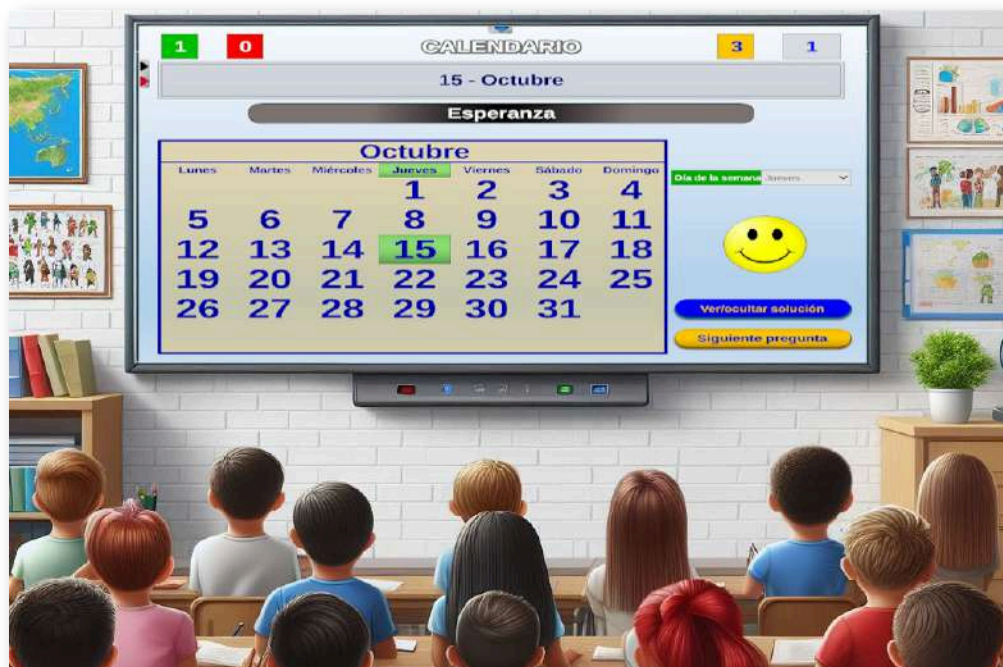 1 0 CALENDARIO 3 1
15 - Octubre
Esperanza
Octubre
Lunes Martes Miércoles Jueves Viernes Sábado Domingo
1 2 3 4
5 6 7 8 9 10 11
12 13 14 15 16 17 18
19 20 21 22 23 24 25
26 27 28 29 30 31
Día de la semana Jueves
Ver/ocultar solución
Siguiente pregunta